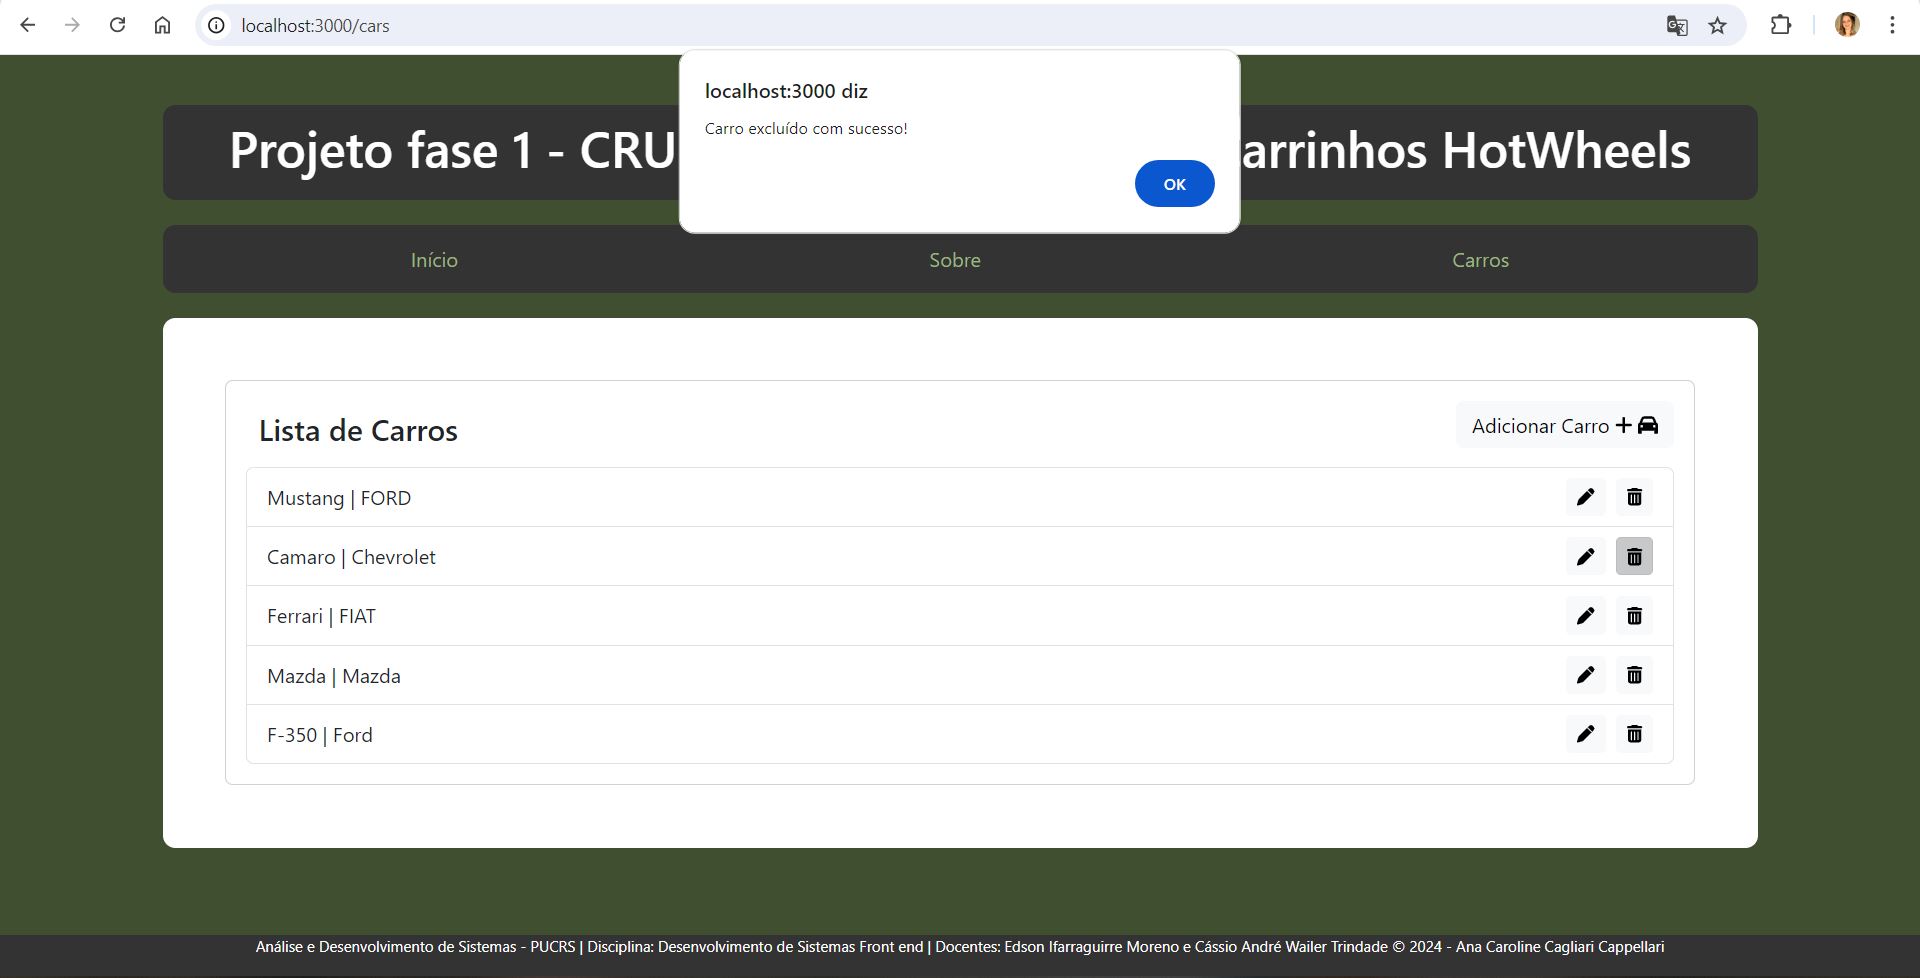 localhost:3000/cars
localhost:3000 diz
Carro excluído com sucesso!
OK
Projeto fase 1 - CRU arrinhos HotWheels
Início Sobre Carros
Lista de Carros
Adicionar Carro
Mustang | FORD
Camaro | Chevrolet
Ferrari | FIAT
Mazda | Mazda
F-350 | Ford
Análise e Desenvolvimento de Sistemas - PUCRS | Disciplina: Desenvolvimento de Sistemas Front end | Docentes: Edson Ifarraguirre Moreno e Cássio André Wailer Trindade © 2024 - Ana Caroline Cagliari Cappellari